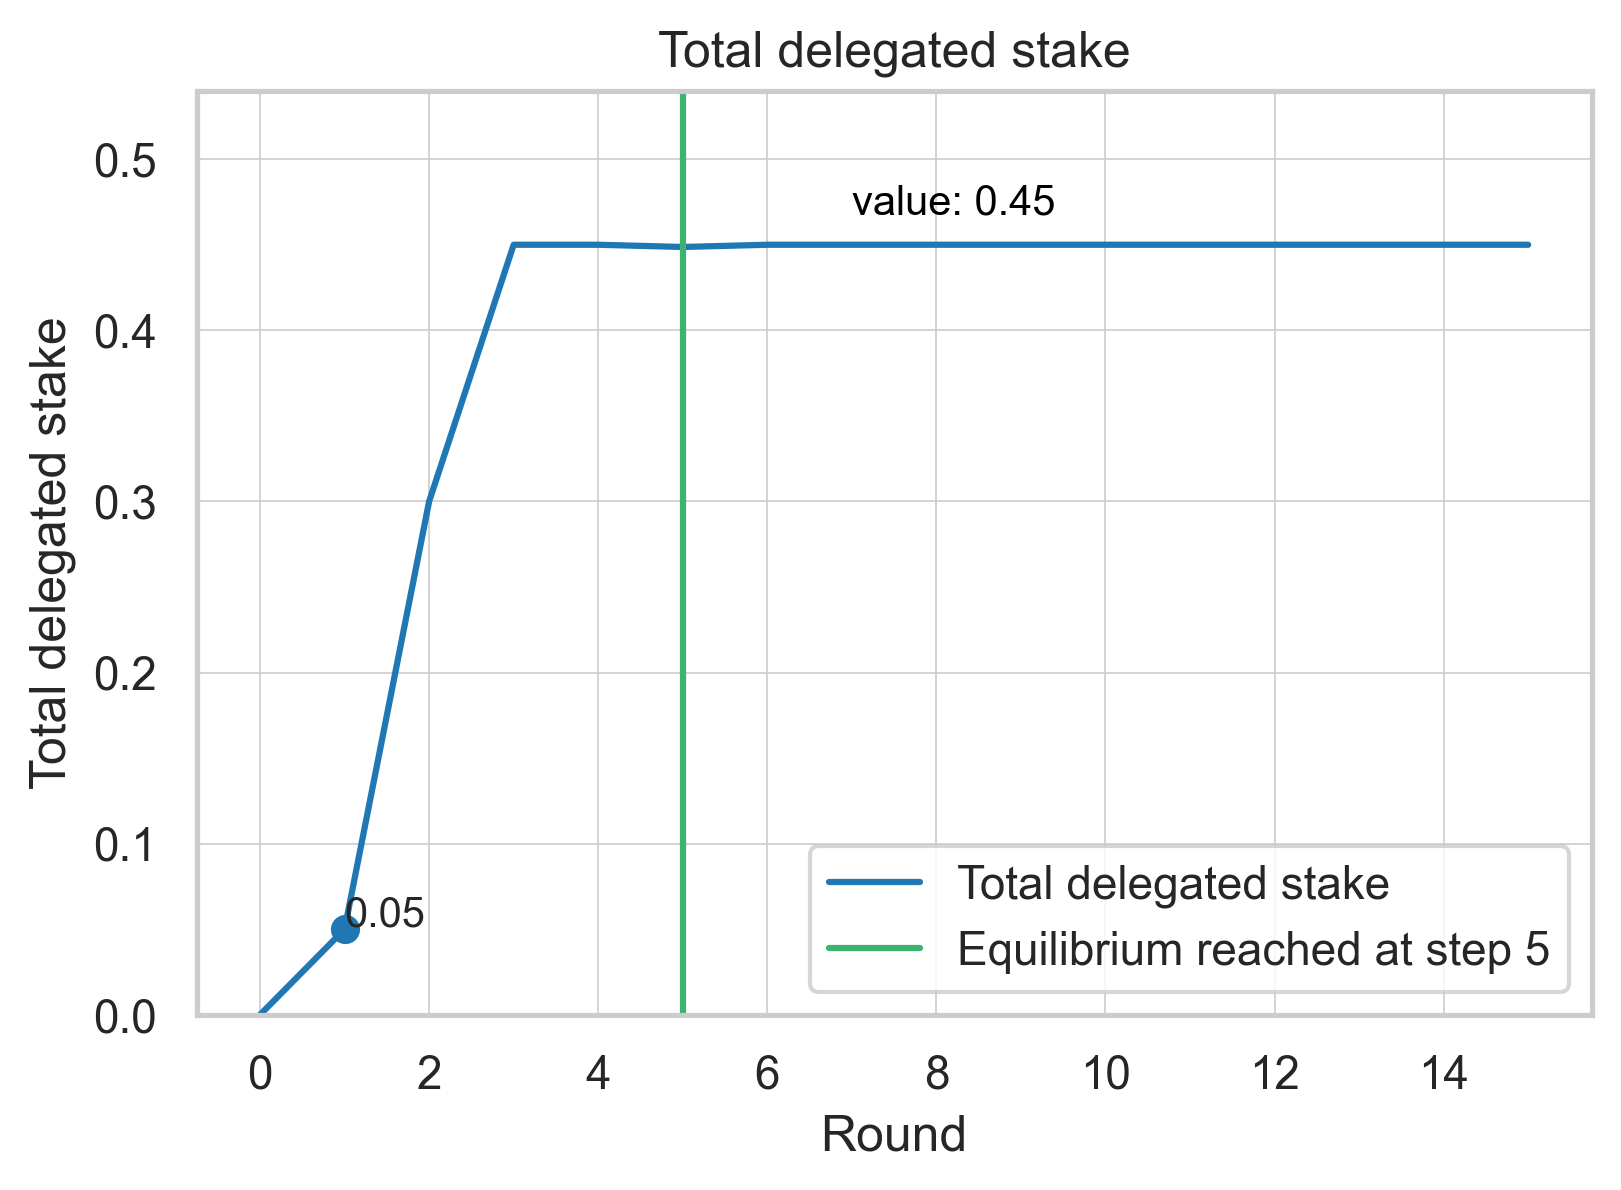 Total delegated stake
Total delegated stake
0.5
0.4
0.3
0.2
0.1
0.0
value: 0.45
0.05
Total delegated stake
Equilibrium reached at step 5
0 2 4 6 8 10 12 14
Round